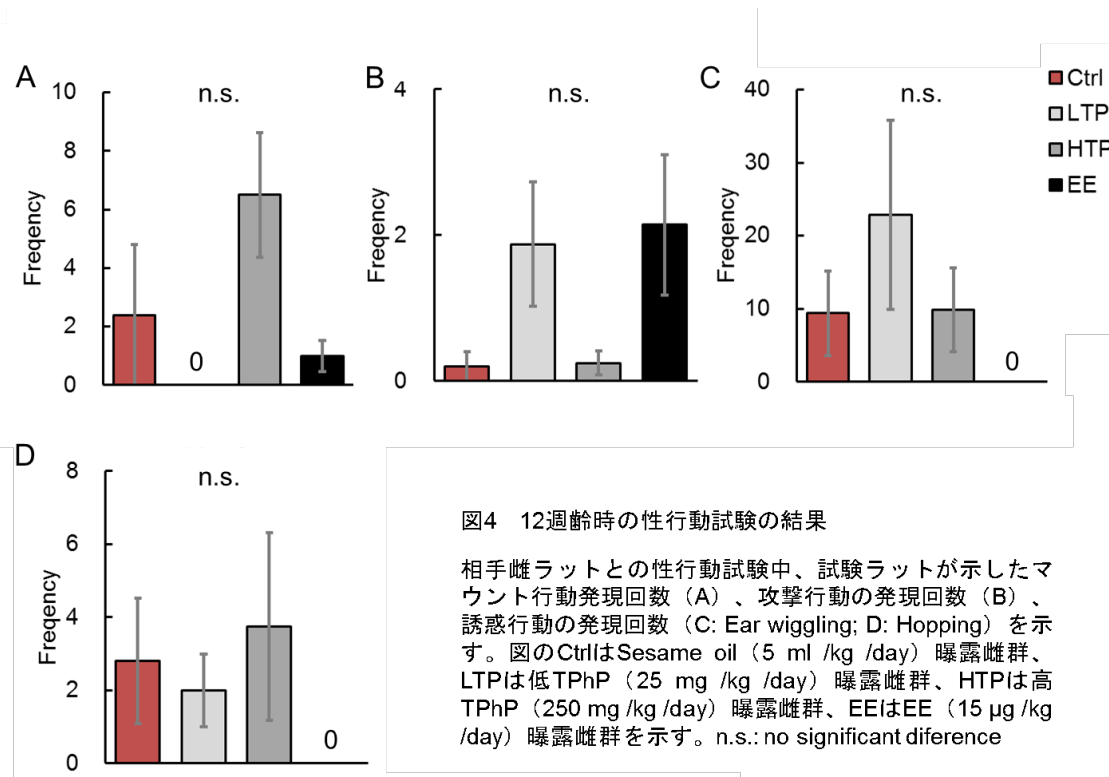 A
n.s.
10
8
6
4
2
0
Freqency
0
B
n.s.
4
2
0
Freqency
C
n.s.
40
30
20
10
0
Freqency
0
Ctrl
LTP
HTP
EE
D
n.s.
8
6
4
2
0
Freqency
0
図4 12週齢時の性行動試験の結果
相手雌ラットとの性行動試験中、試験ラットが示したマ
ウント行動発現回数（A）、攻撃行動の発現回数（B）、
誘惑行動の発現回数（C: Ear wiggling; D: Hopping）を示
す。図のCtrlはSesame oil（5 ml /kg /day）曝露雌群、
LTPは低TPhP（25 mg /kg /day）曝露雌群、HTPは高
TPhP（250 mg /kg /day）曝露雌群、EEはEE（15 µg /kg
/day）曝露雌群を示す。n.s.: no significant diference